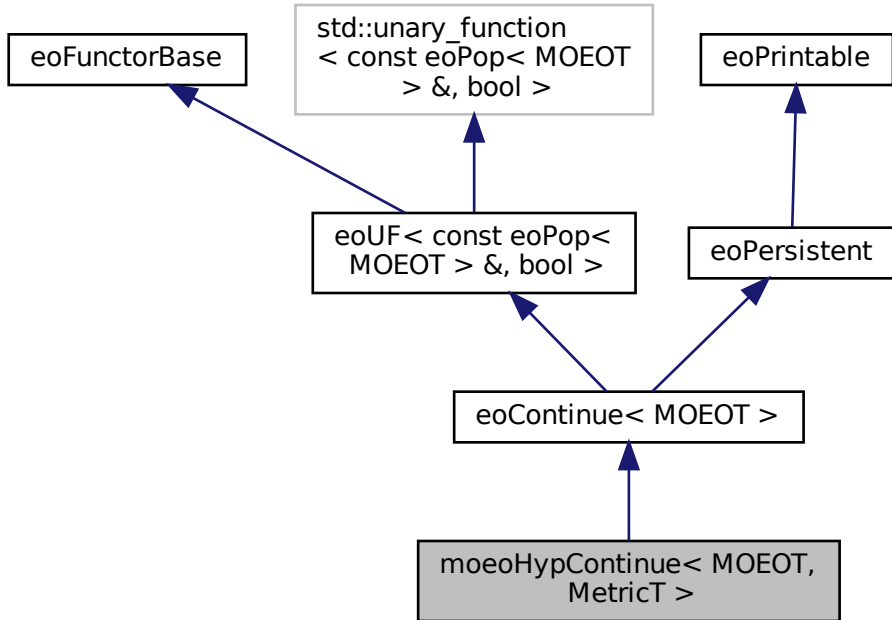 eoFunctorBase
std::unary_function
< const eoPop< MOEOT
> &, bool >
eoPrintable
eoUF< const eoPop<
MOEOT > &, bool >
eoPersistent
eoContinue< MOEOT >
moeoHypContinue< MOEOT,
MetricT >